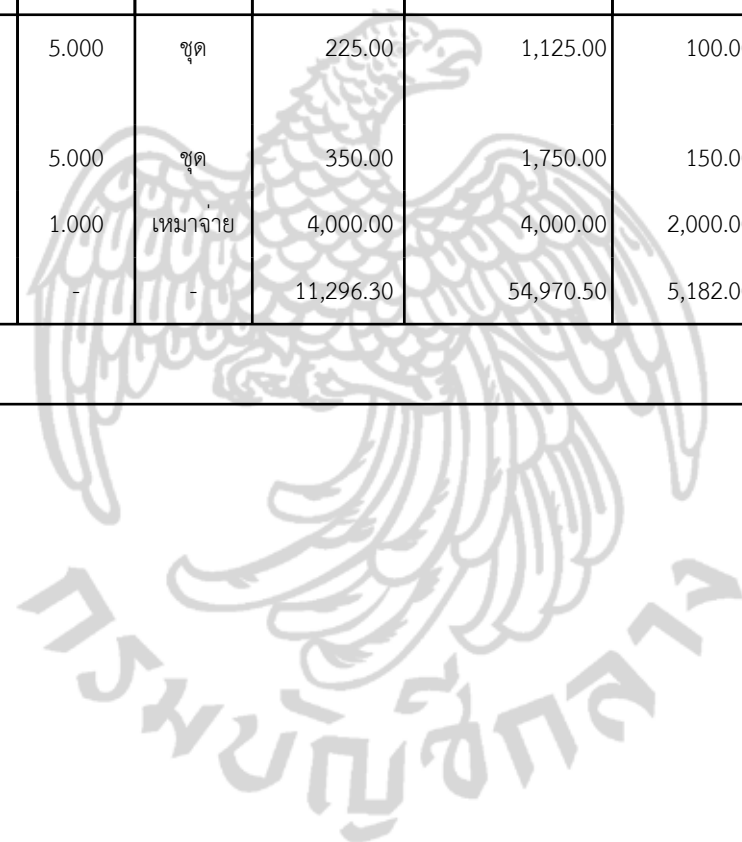 5.000 ชุด 225.00 1,125.00 100.0
5.000 ชุด 350.00 1,750.00 150.0
1.000 เหมาจ่าย 4,000.00 4,000.00 2,000.0
- - 11,296.30 54,970.50 5,182.0
กรมบัญชีกลาง